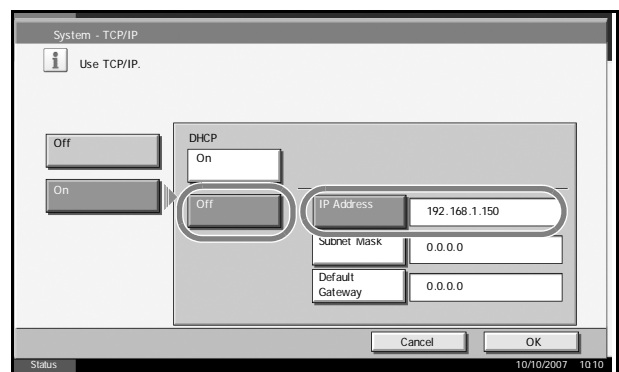 System - TCP/IP
i Use TCP/IP.
Off
On
DHCP
On
Off
IP Address 192.168.1.150
Subnet Mask 0.0.0.0
Default
Gateway 0.0.0.0
Cancel OK
Status 10/10/2007 10:10